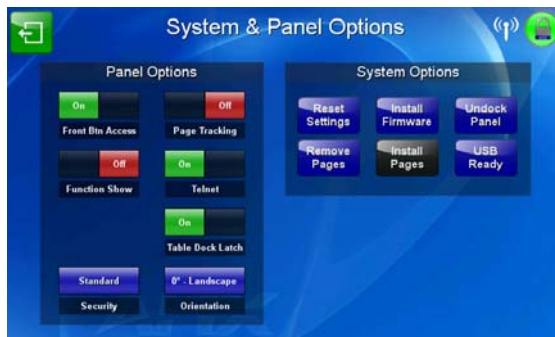 System & Panel Options
Panel Options
On
Off
Front Btn Access
Page Tracking
Off
On
Function Show
Telnet
On
Table Dock Latch
Standard
0° - Landscape
Security
Orientation
System Options
Reset
Settings
Install
Firmware
Undock
Panel
Remove
Pages
Install
Pages
USB
Ready